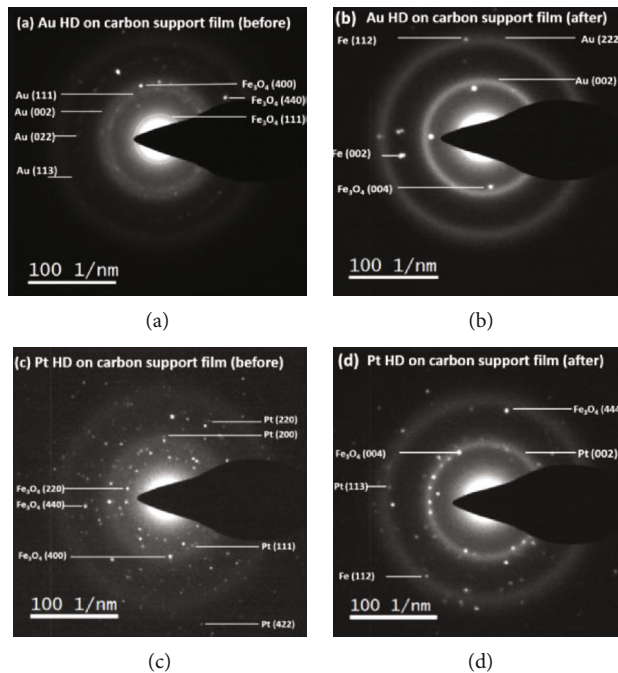 (a) Au HD on carbon support film (before)
Fe₃O₄ (400)
Au (111)
Fe₃O₄ (440)
Au (002)
Fe₃O₄ (111)
Au (022)
Au (113)
100 1/nm
(a)
(b) Au HD on carbon support film (after)
Fe (112)
Au (222
Au (002)
Fe (002)
Fe₃O₄ (004)
100 1/nm
(b)
(c) Pt HD on carbon support film (before)
Pt (220)
Pt (200)
Fe₃O₄ (220)
Fe₃O₄ (440)
Pt (111)
Fe₃O₄ (400)
100 1/nm
Pt (422)
(c)
(d) Pt HD on carbon support film (after)
Fe₃O₄ (444
Fe₃O₄ (004)
Pt (002)
Pt (113)
Fe (112)
100 1/nm
(d)